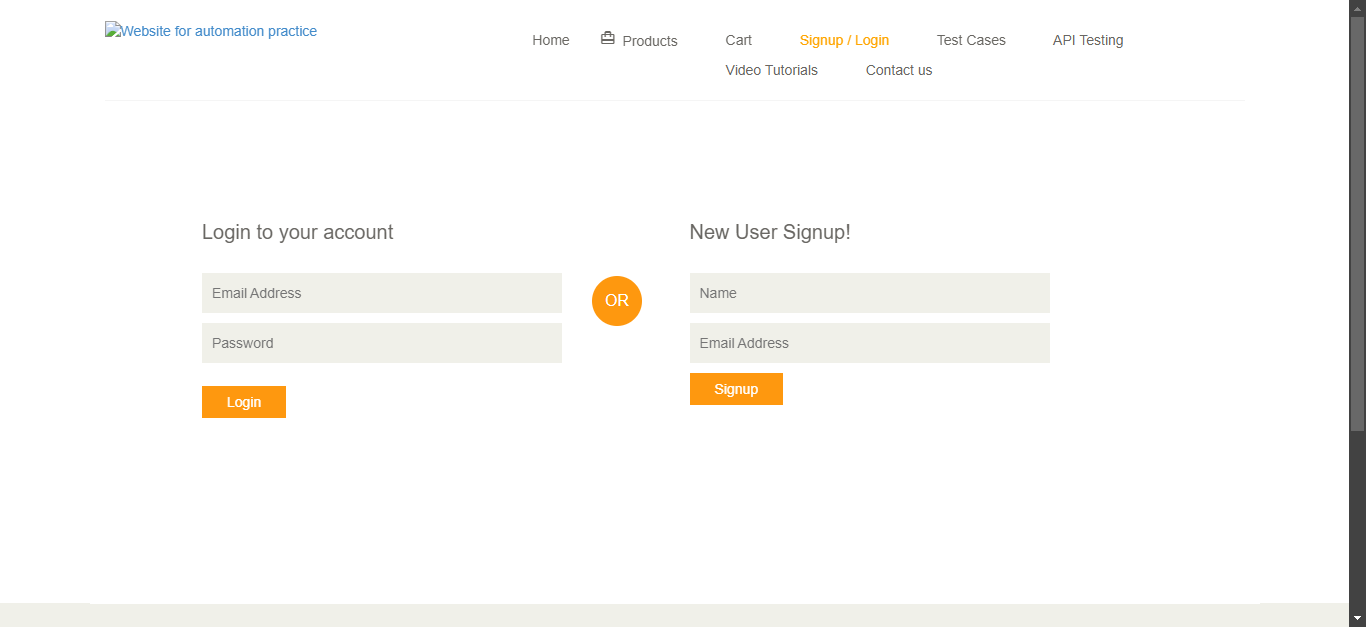 Website for automation practice
Home Products Cart Signup / Login Test Cases API Testing
Video Tutorials Contact us
Login to your account
Email Address
Password
Login
OR
New User Signup!
Name
Email Address
Signup